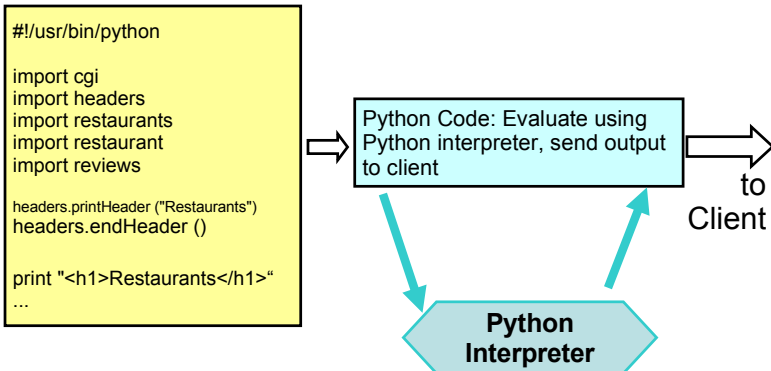 #!/usr/bin/python
import cgi
import headers
import restaurants
import restaurant
import reviews
headers.printHeader ("Restaurants")
headers.endHeader ()
print "<h1>Restaurants</h1>“
...
Python Code: Evaluate using
Python interpreter, send output
to client
to
Client
Python
Interpreter